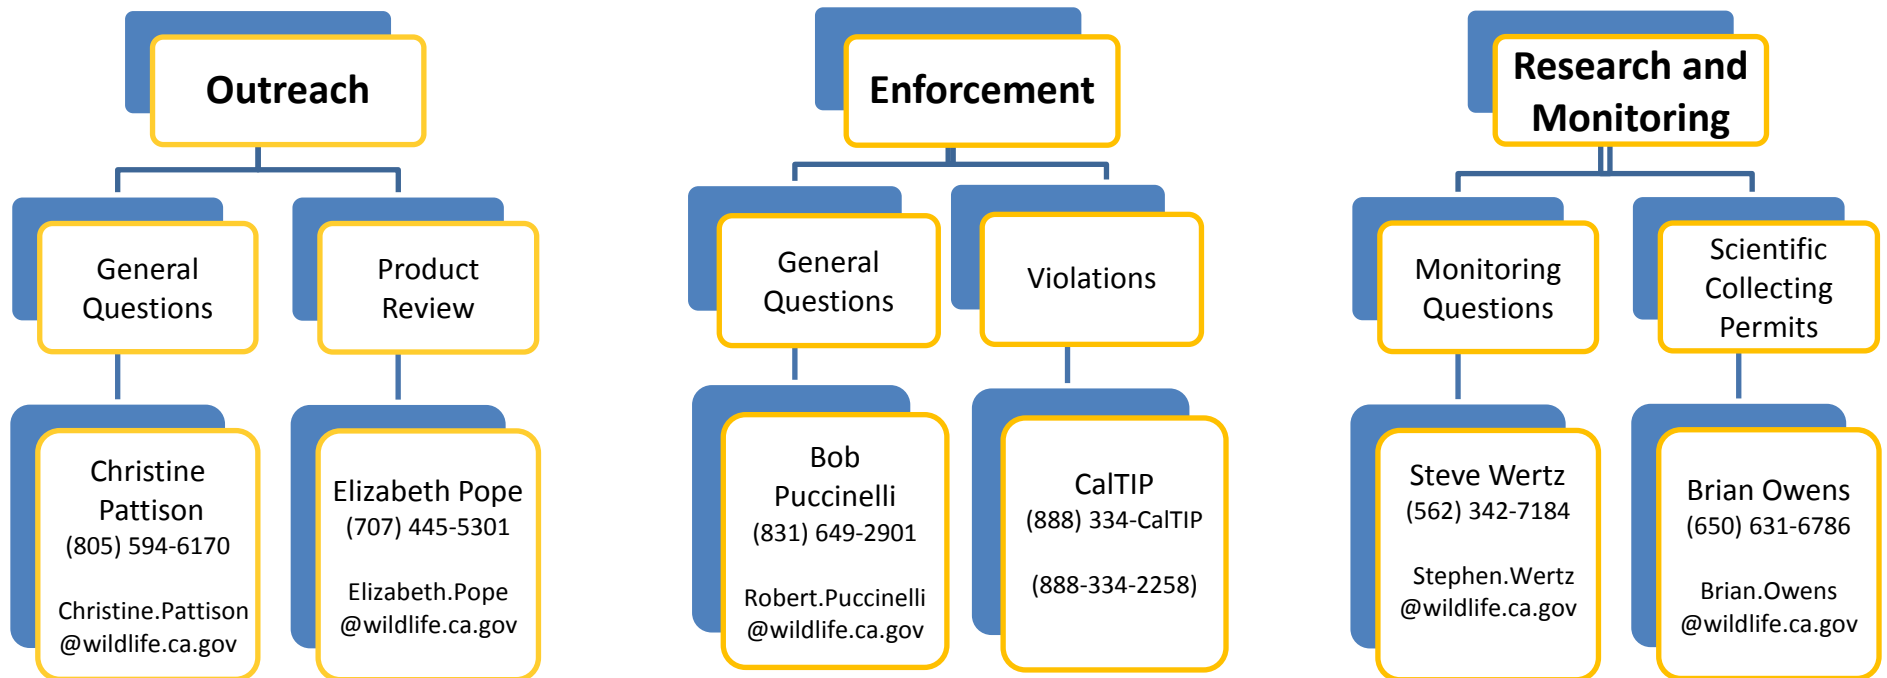 Outreach
General
Questions
Christine
Pattison
(805) 594-6170
Christine.Pattison
@wildlife.ca.gov
Product
Review
Elizabeth Pope
(707) 445-5301
Elizabeth.Pope
@wildlife.ca.gov
Enforcement
General
Questions
Bob
Puccinelli
(831) 649-2901
Robert.Puccinelli
@wildlife.ca.gov
Violations
CalTIP
(888) 334-CalTIP
(888-334-2258)
Research and
Monitoring
Monitoring
Questions
Steve Wertz
(562) 342-7184
Stephen.Wertz
@wildlife.ca.gov
Scientific
Collecting
Permits
Brian Owens
(650) 631-6786
Brian.Owens
@wildlife.ca.gov